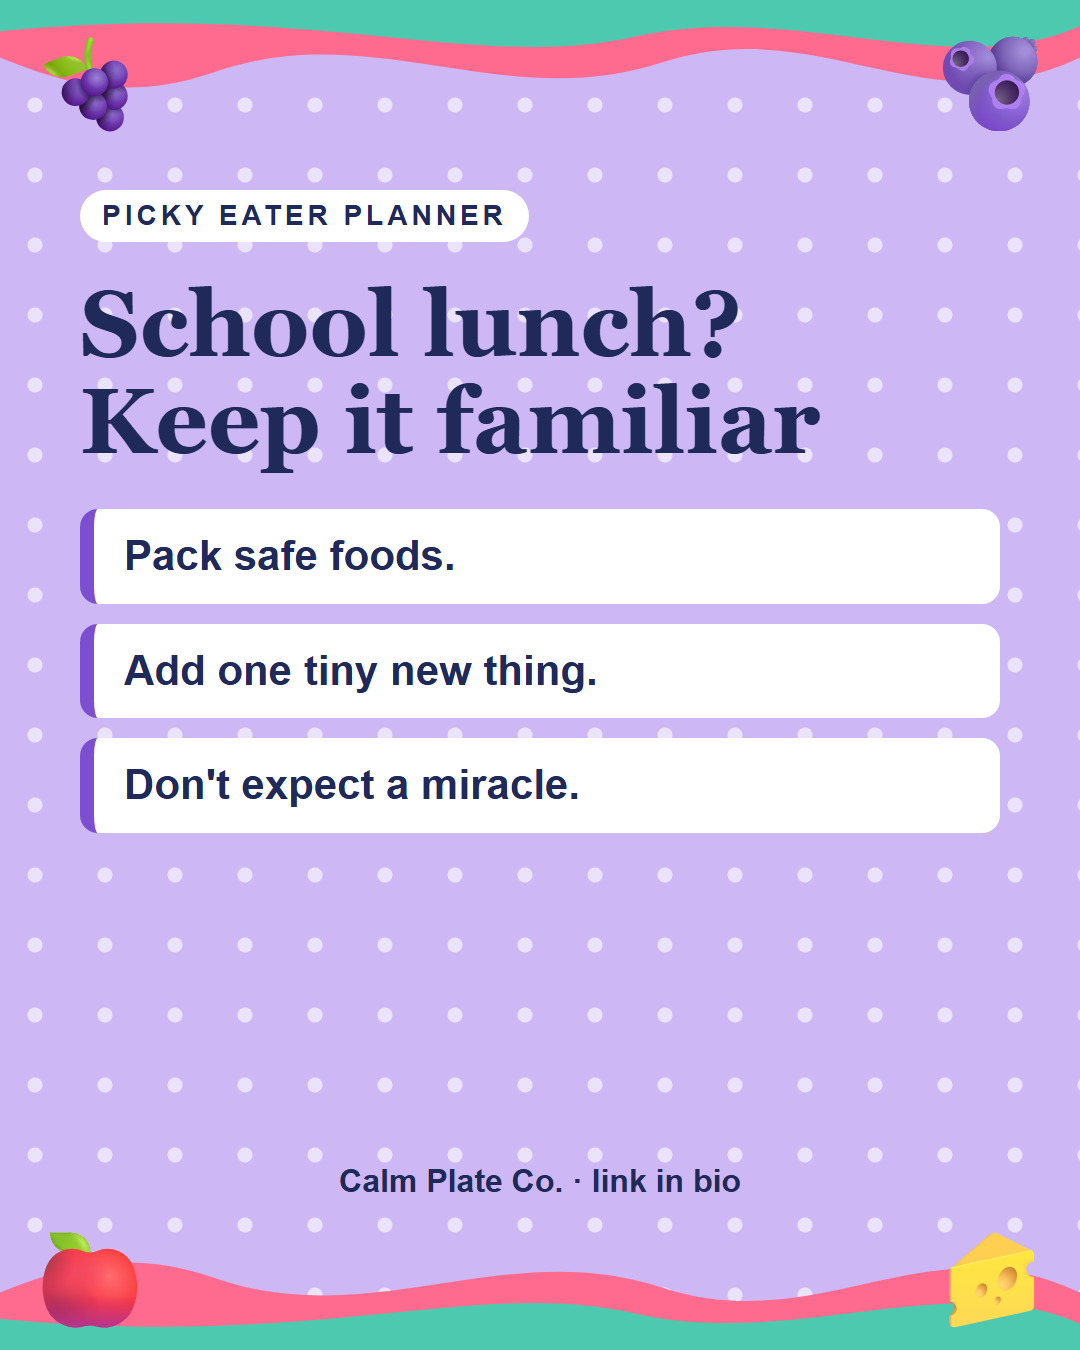 PICKY EATER PLANNER
School lunch?
Keep it familiar
Pack safe foods.
Add one tiny new thing.
Don't expect a miracle.
Calm Plate Co. · link in bio